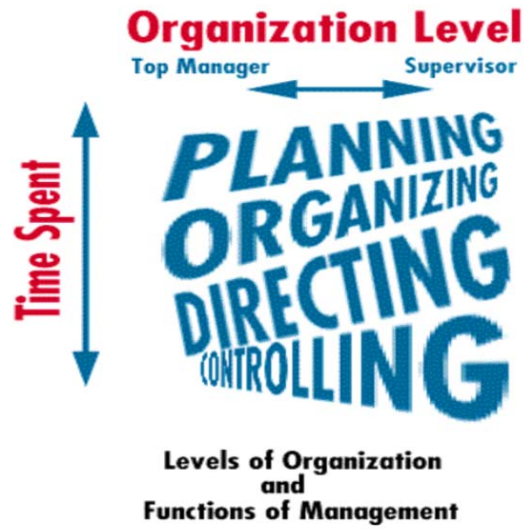 Organization Level
Top Manager Supervisor
Time Spent
PLANNING
ORGANIZING
DIRECTING
CONTROLLING
Levels of Organization
and
Functions of Management